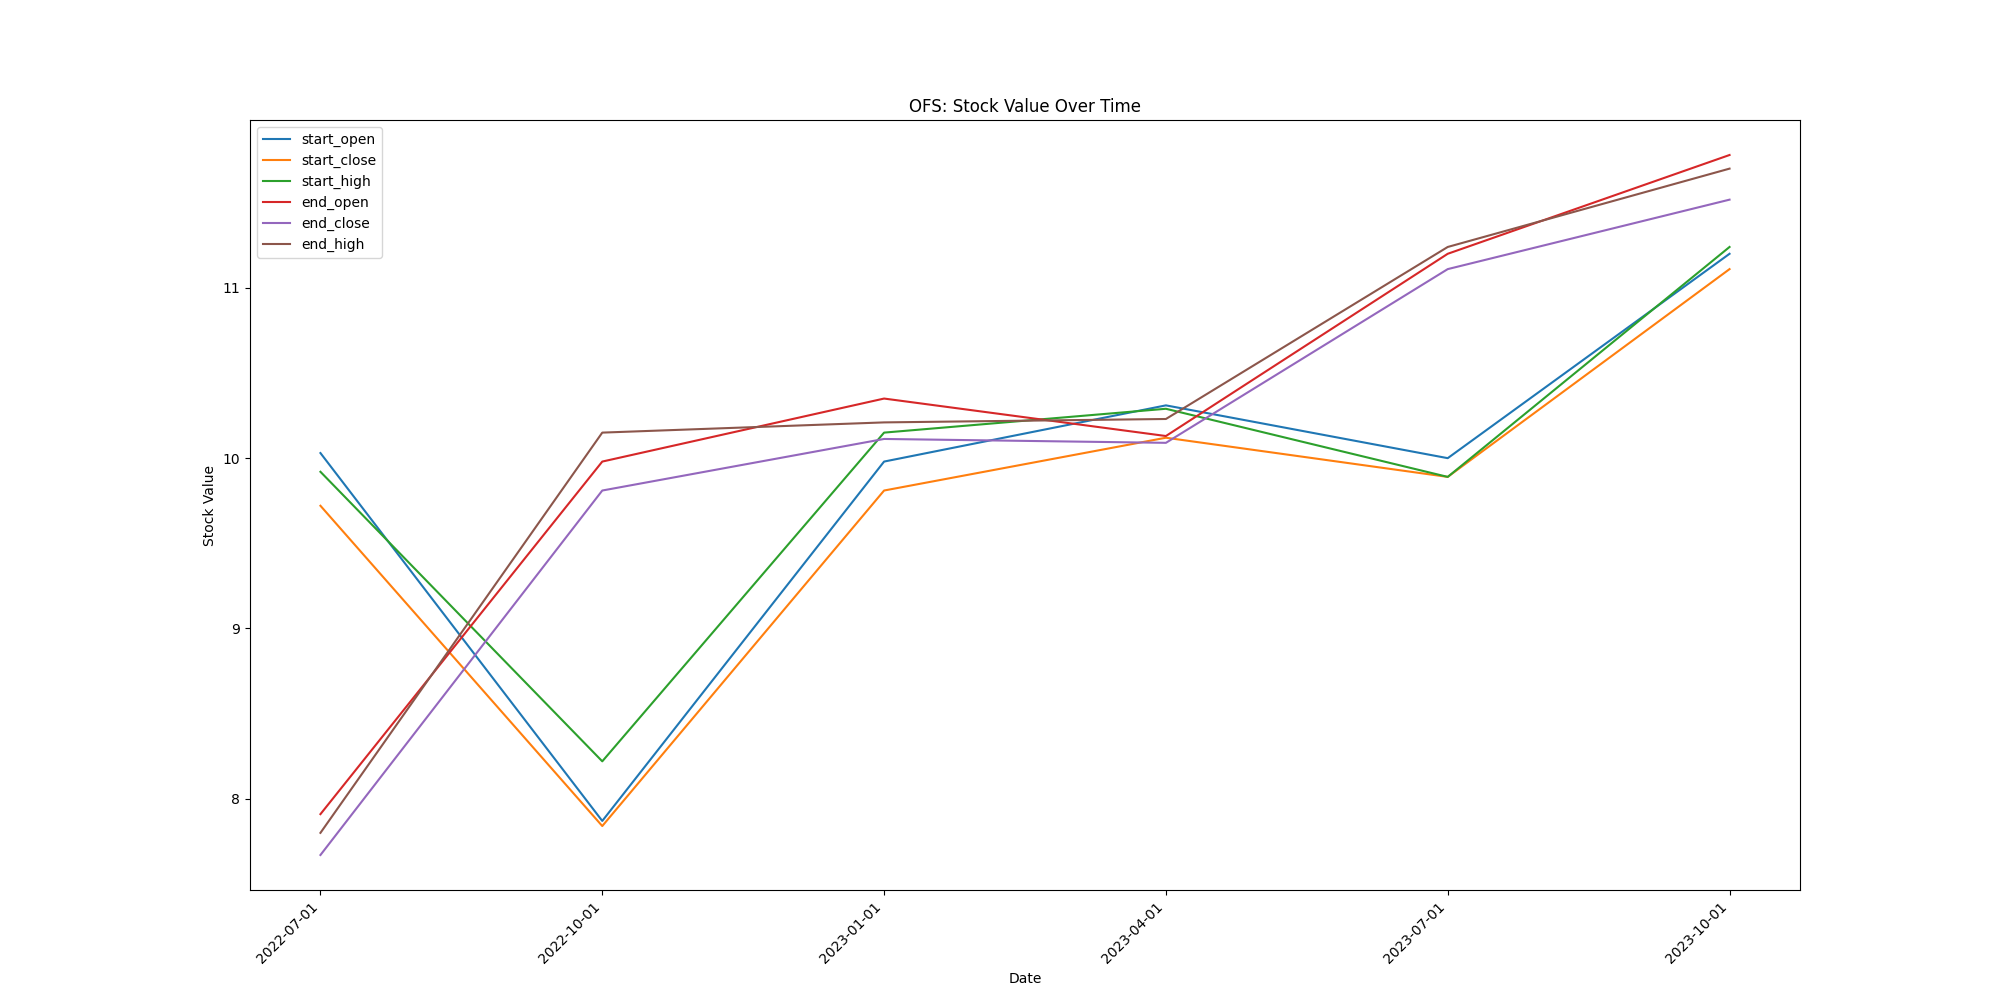 OFS: Stock Value Over Time
start_open
start_close
start_high
end_open
end_close
end_high
Stock Value
11
10
9
8
2022-07-01
2022-10-01
2023-01-01
2023-04-01
2023-07-01
2023-10-01
Date